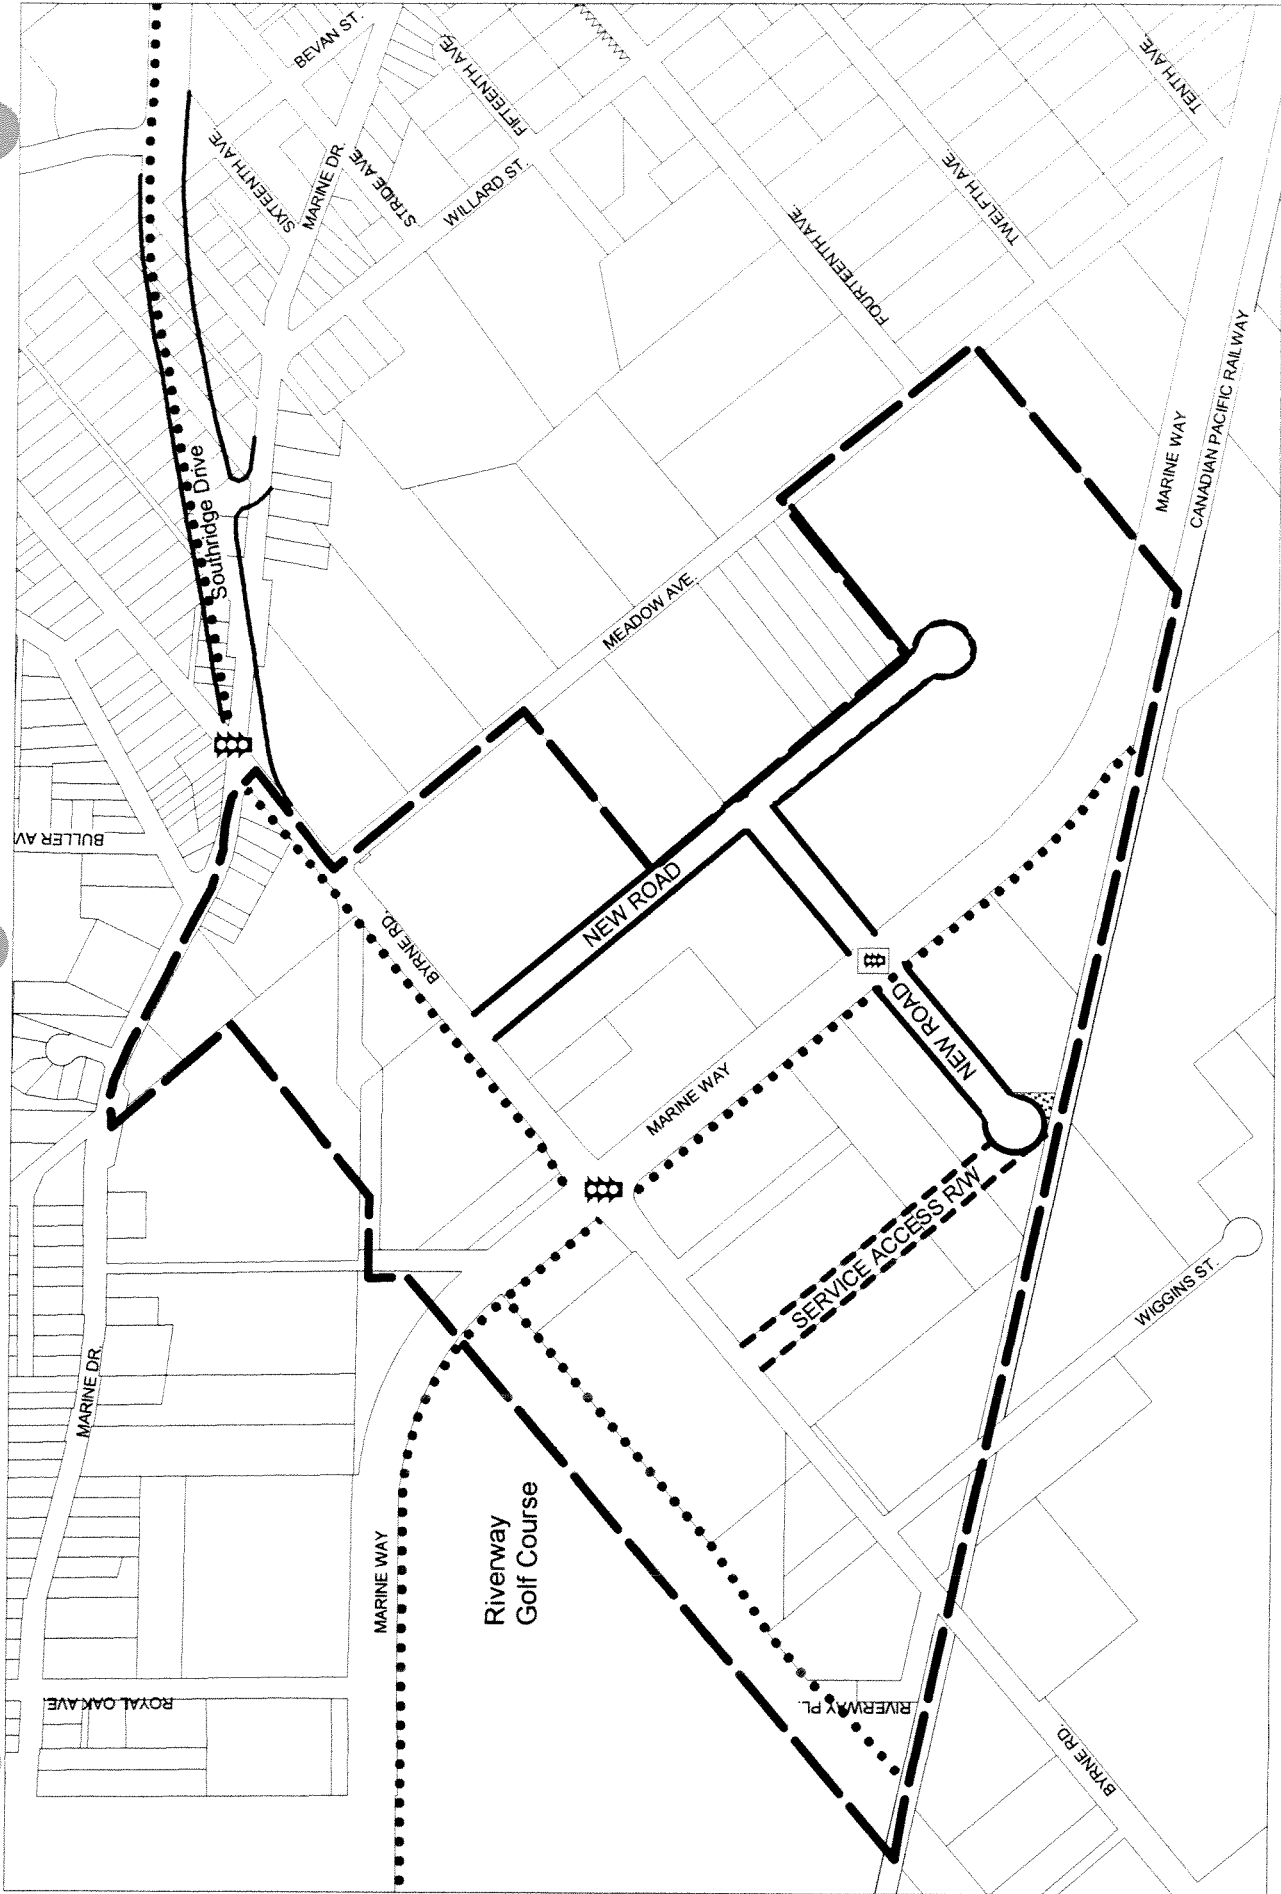 BEVAN ST.
FIFTEENTH AVE.
TENTH AVE.
SIXTEENTH AVE
MARINE DR.
STRIDE AVE
WILLARD ST.
TWELFTH AVE.
FOURTEENTH AVE.
Southridge Drive
MARINE WAY
CANADIAN PACIFIC RAILWAY
MEADOW AVE.
BULLER AV
NEW ROAD
BYRNE RD.
NEW ROAD
MARINE WAY
SERVICE ACCESS R/W
WIGGINS ST.
MARINE DR.
MARINE WAY
Riverway
Golf Course
ROYAL OAK AVE
RIVERWAY PL.
BYRNE RD.